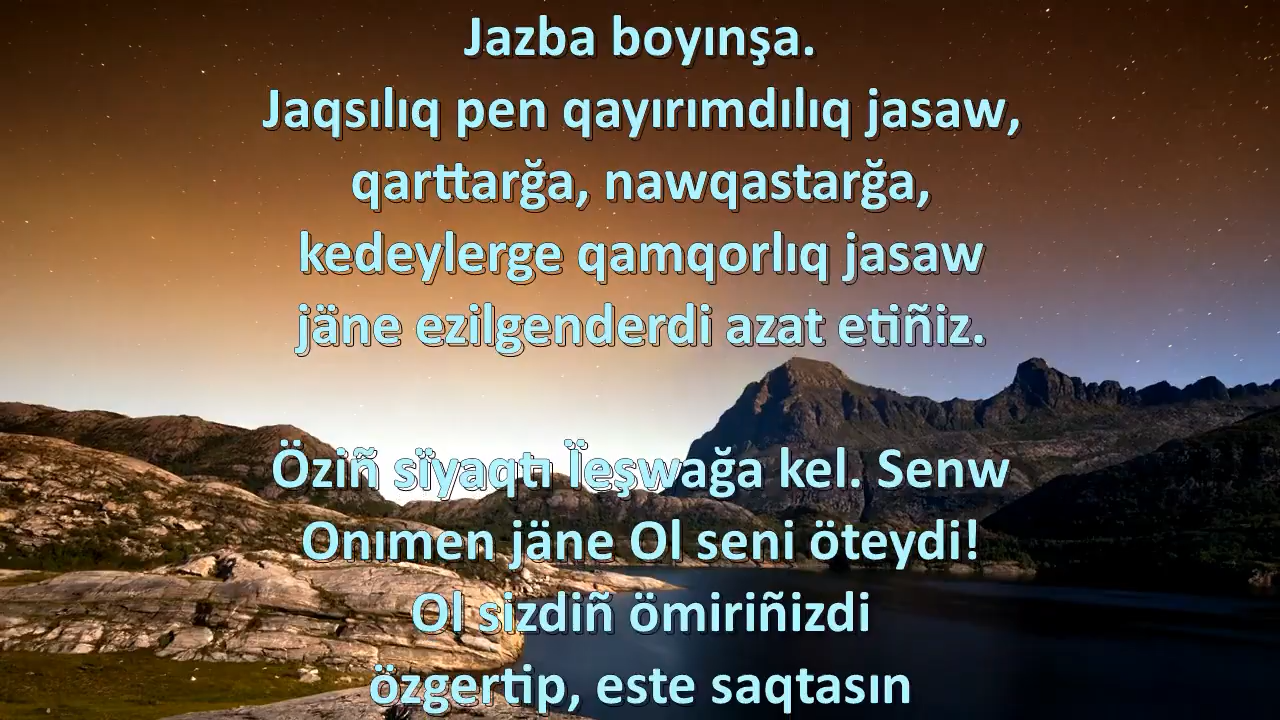 Jazba boyınşa.
Jaqsılıq pen qayırımdılıq jasaw,
qarttarğa, nawqastarğa,
kedeylerge qamqorlıq jasaw
jäne ezilgenderdi azat etiñiz.
Öziñ sïyaqtı Ïeşwağa kel. Senw
Onımen jäne Ol seni öteydi!
Ol sizdiñ ömiriñizdi
özgertip, este saqtasın